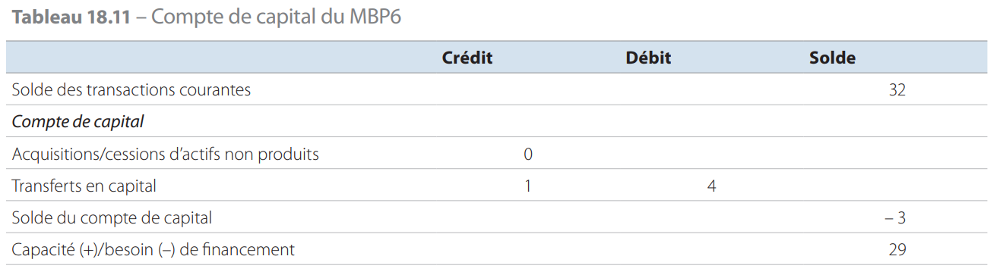 Tableau 18.11 – Compte de capital du MBP6
Crédit Débit Solde
Solde des transactions courantes 32
Compte de capital
Acquisitions/cessions d’actifs non produits 0
Transferts en capital 1 4
Solde du compte de capital – 3
Capacité (+)/besoin (–) de financement 29